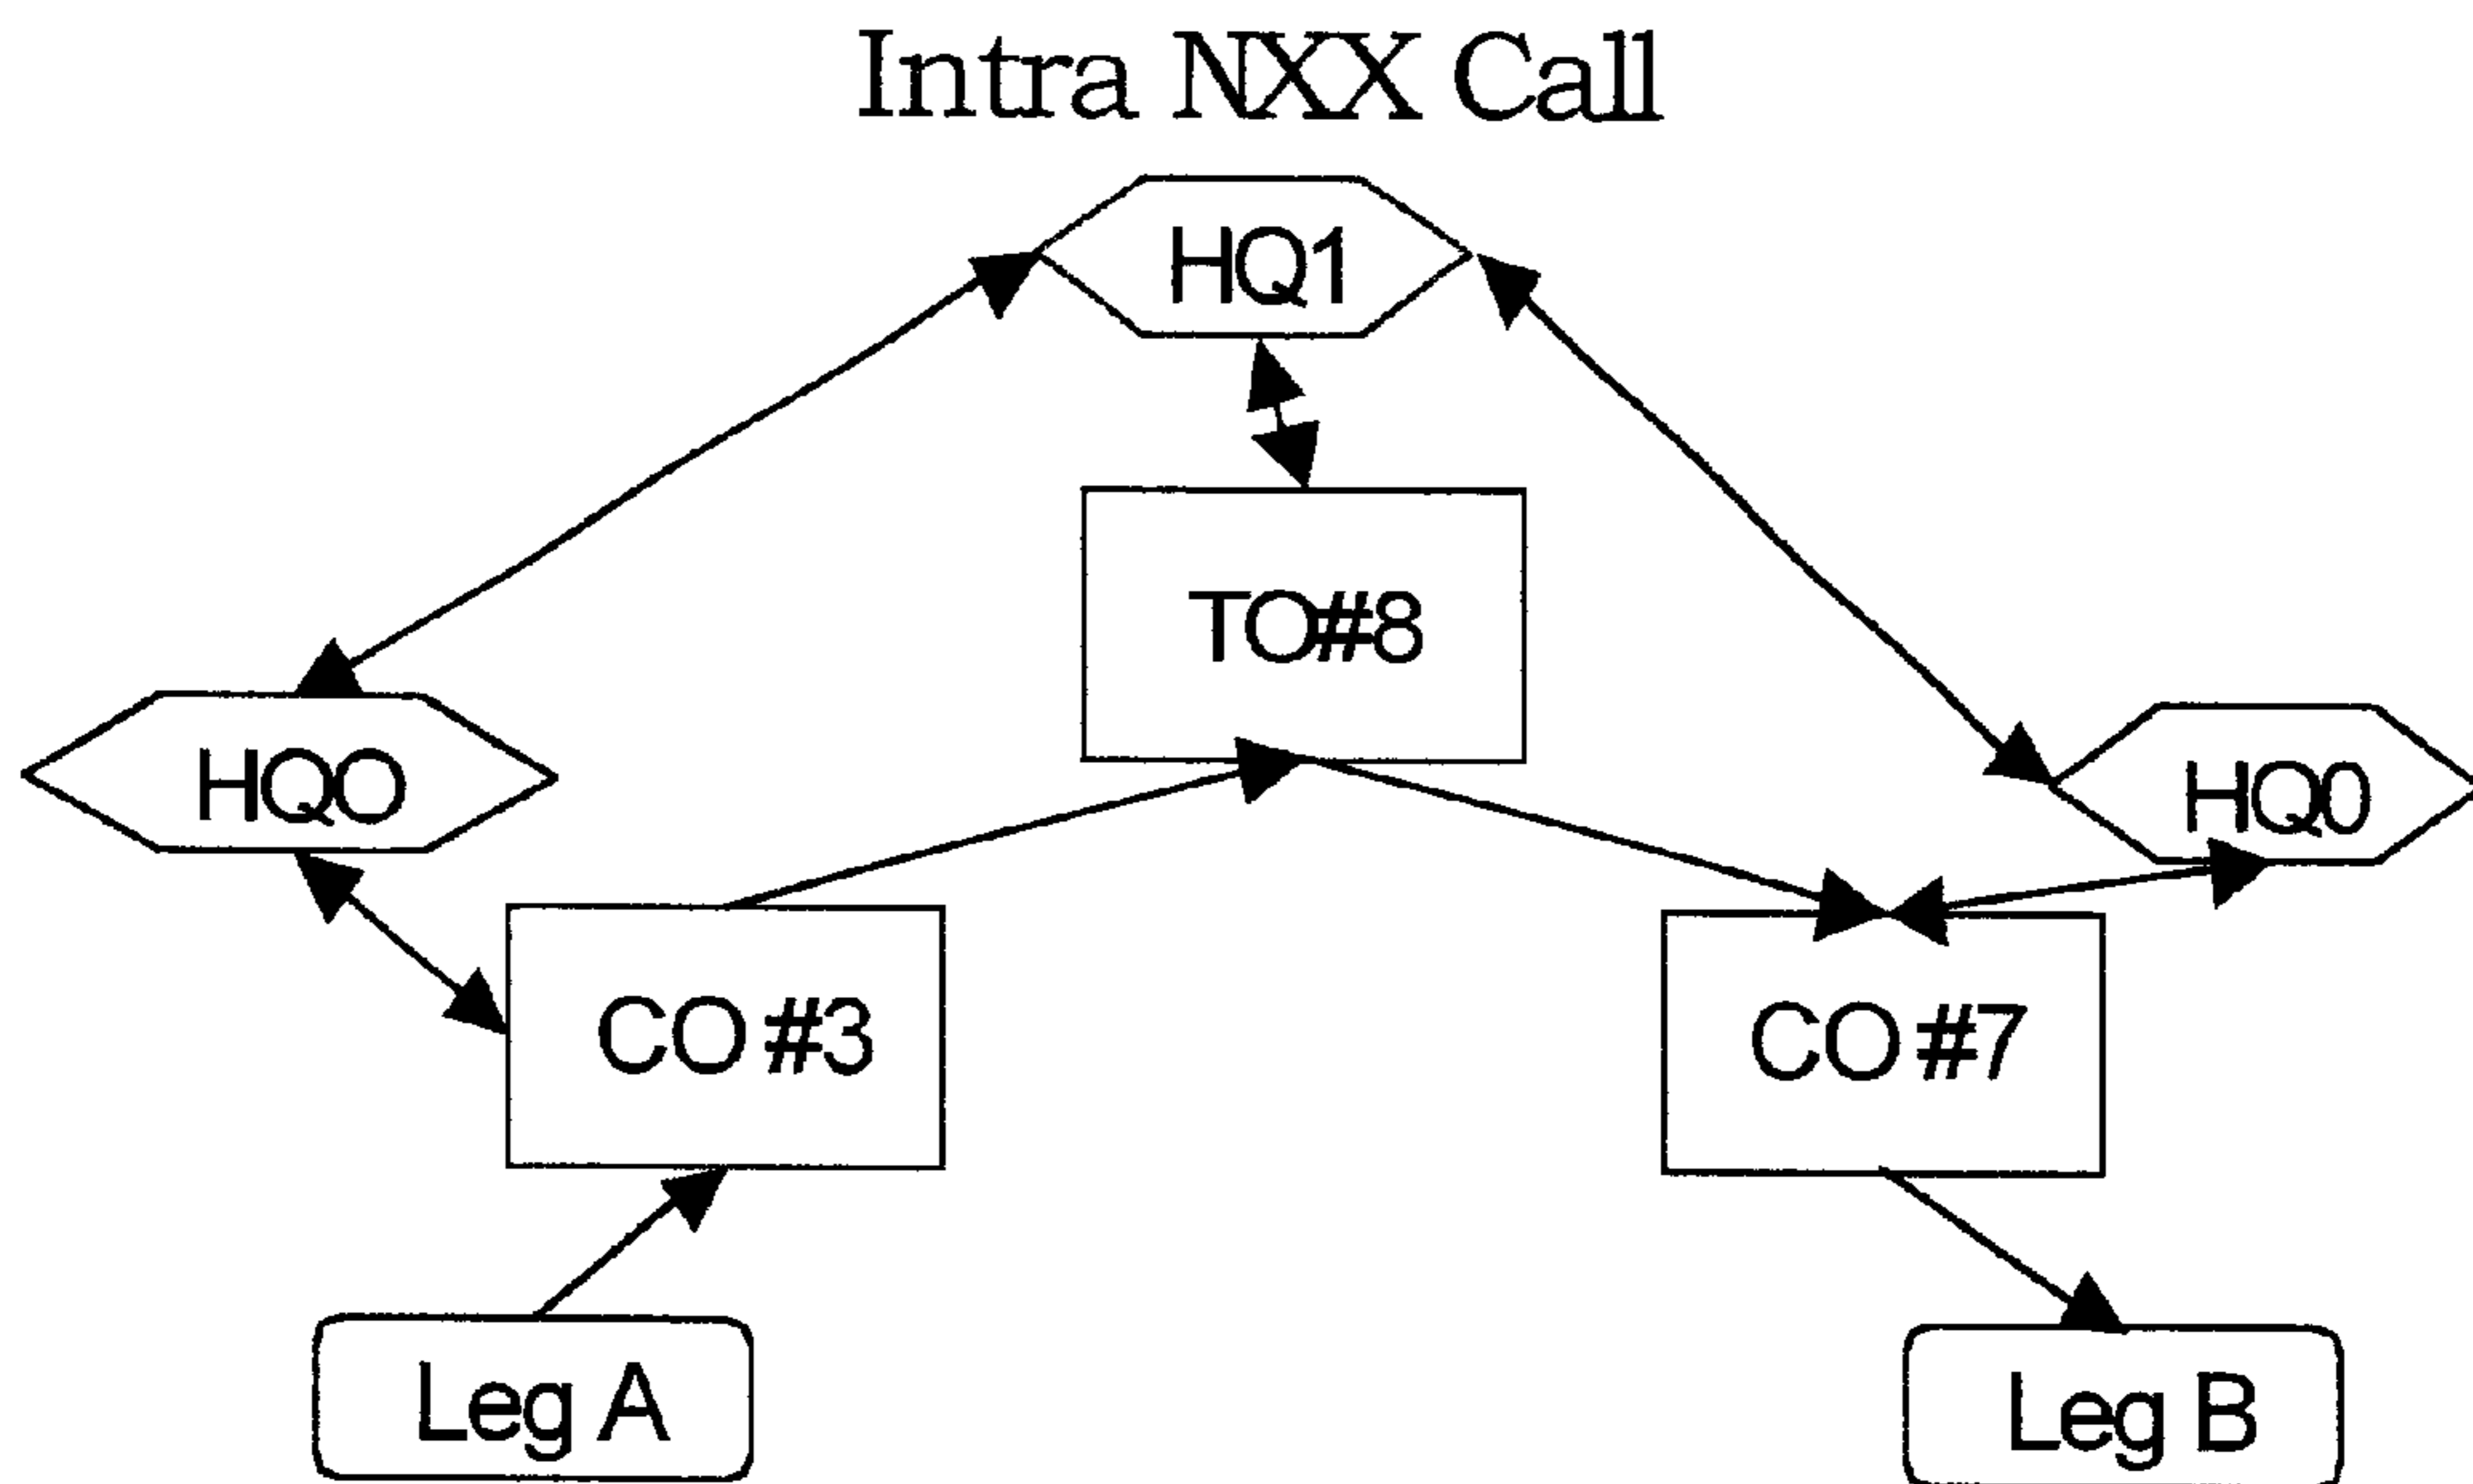 Intra NXX Call
HQ1
TO#8
HQO
HQ0
CO #3
CO #7
Leg A
Leg B